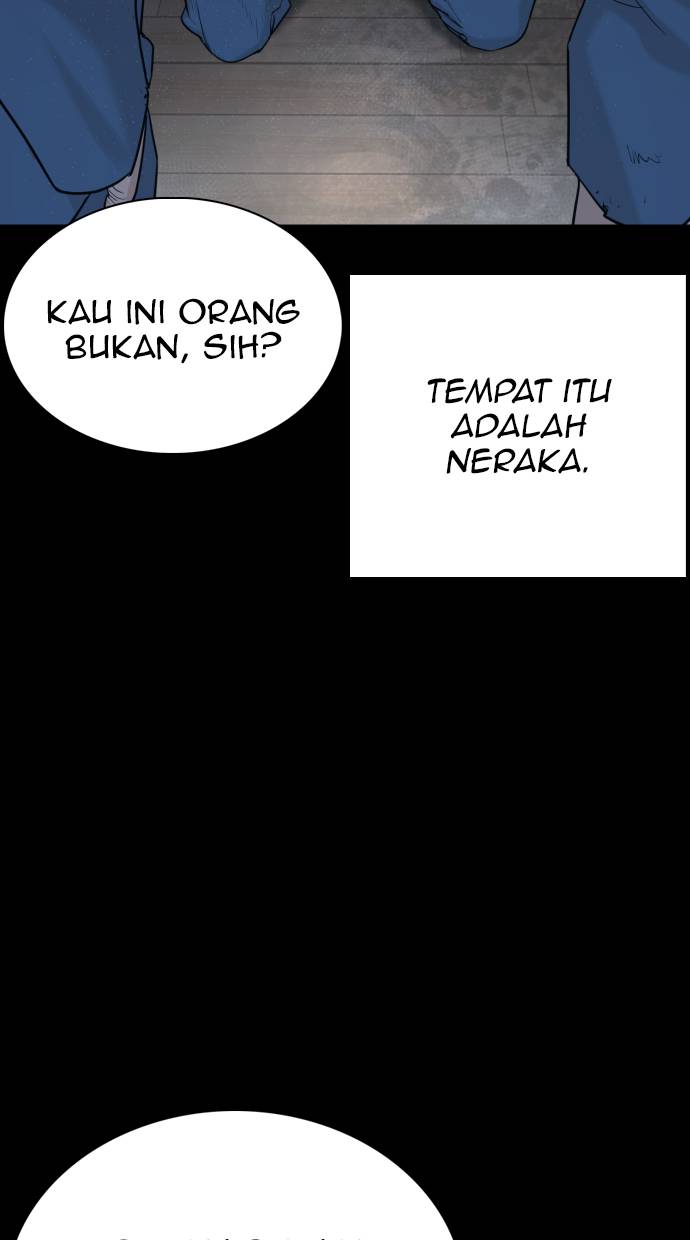 KAU INI ORANG
BUKAN, SIH?
TEMPAT ITU
ADALAH
NERAKA.